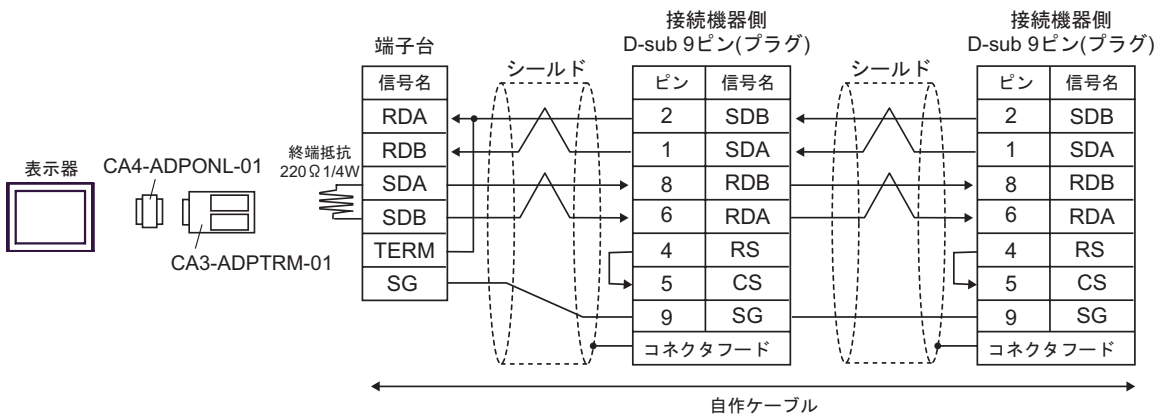 表示器
CA4-ADPONL-01
CA3-ADPTRM-01
終端抵抗
220Ω1/4W
端子台
信号名
RDA
RDB
SDA
SDB
TERM
SG
シールド
接続機器側
D-sub 9ピン(プラグ)
ピン 信号名
2 SDB
1 SDA
8 RDB
6 RDA
4 RS
5 CS
9 SG
コネクタフード
シールド
接続機器側
D-sub 9ピン(プラグ)
ピン 信号名
2 SDB
1 SDA
8 RDB
6 RDA
4 RS
5 CS
9 SG
コネクタフード
自作ケーブル